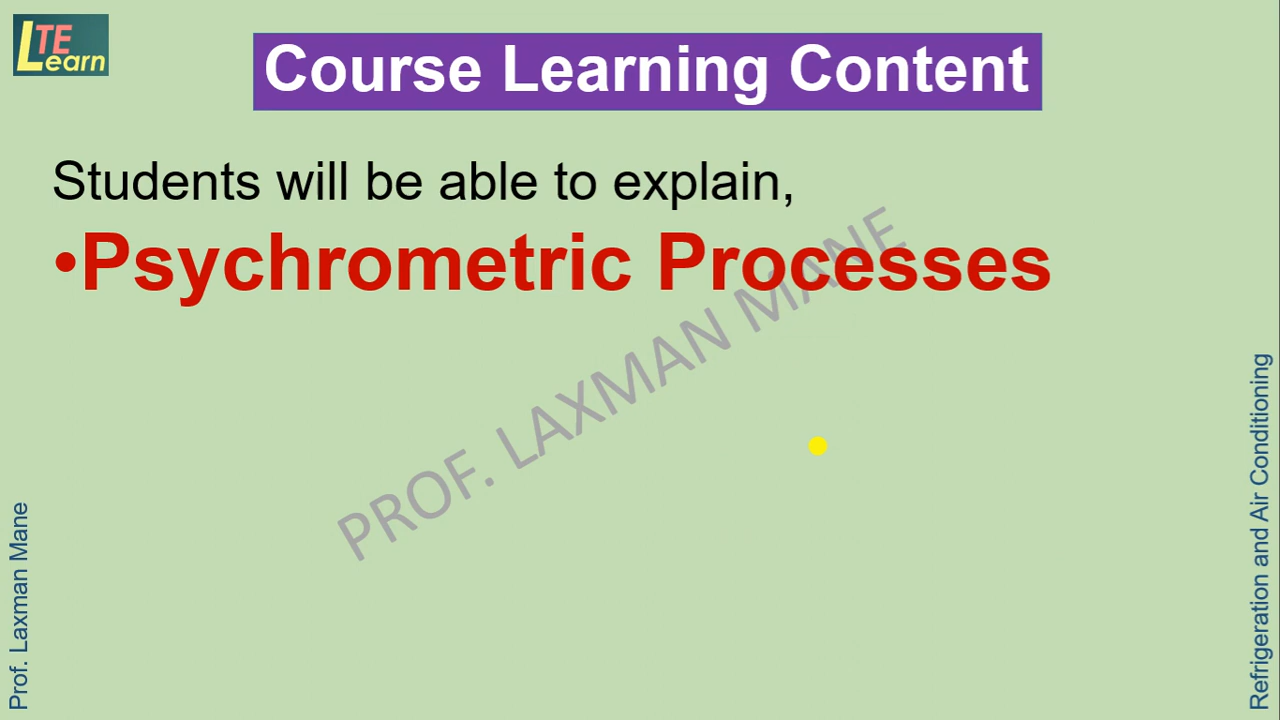 LTE
Learn
Course Learning Content
Students will be able to explain,
•Psychrometric Processes
PROF. LAXMAN MANE
Prof. Laxman Mane
Refrigeration and Air Conditioning